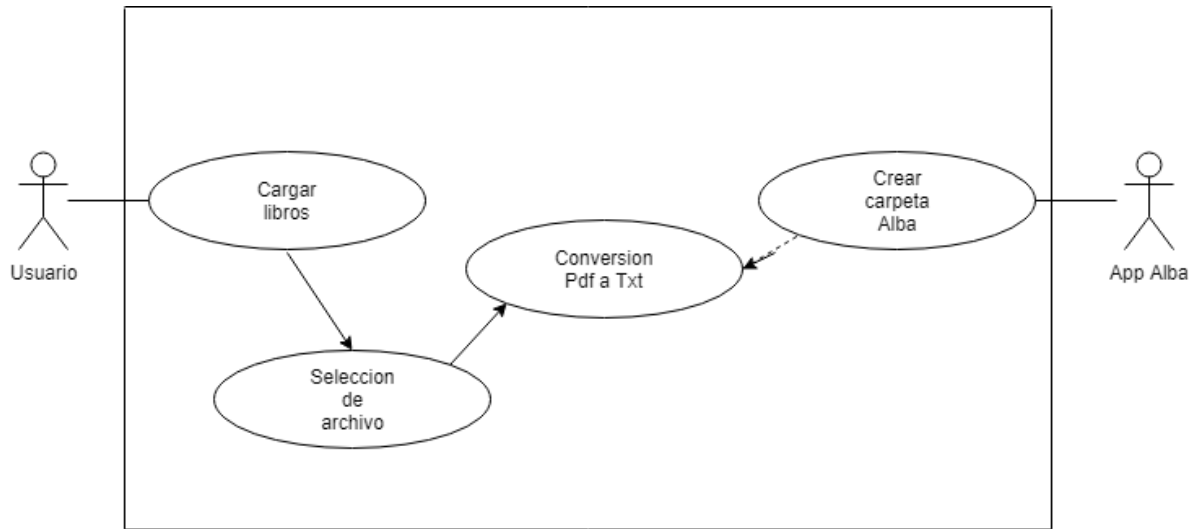 Usuario
Cargar
libros
Seleccion
de
archivo
Conversion
Pdf a Txt
Crear
carpeta
Alba
App Alba